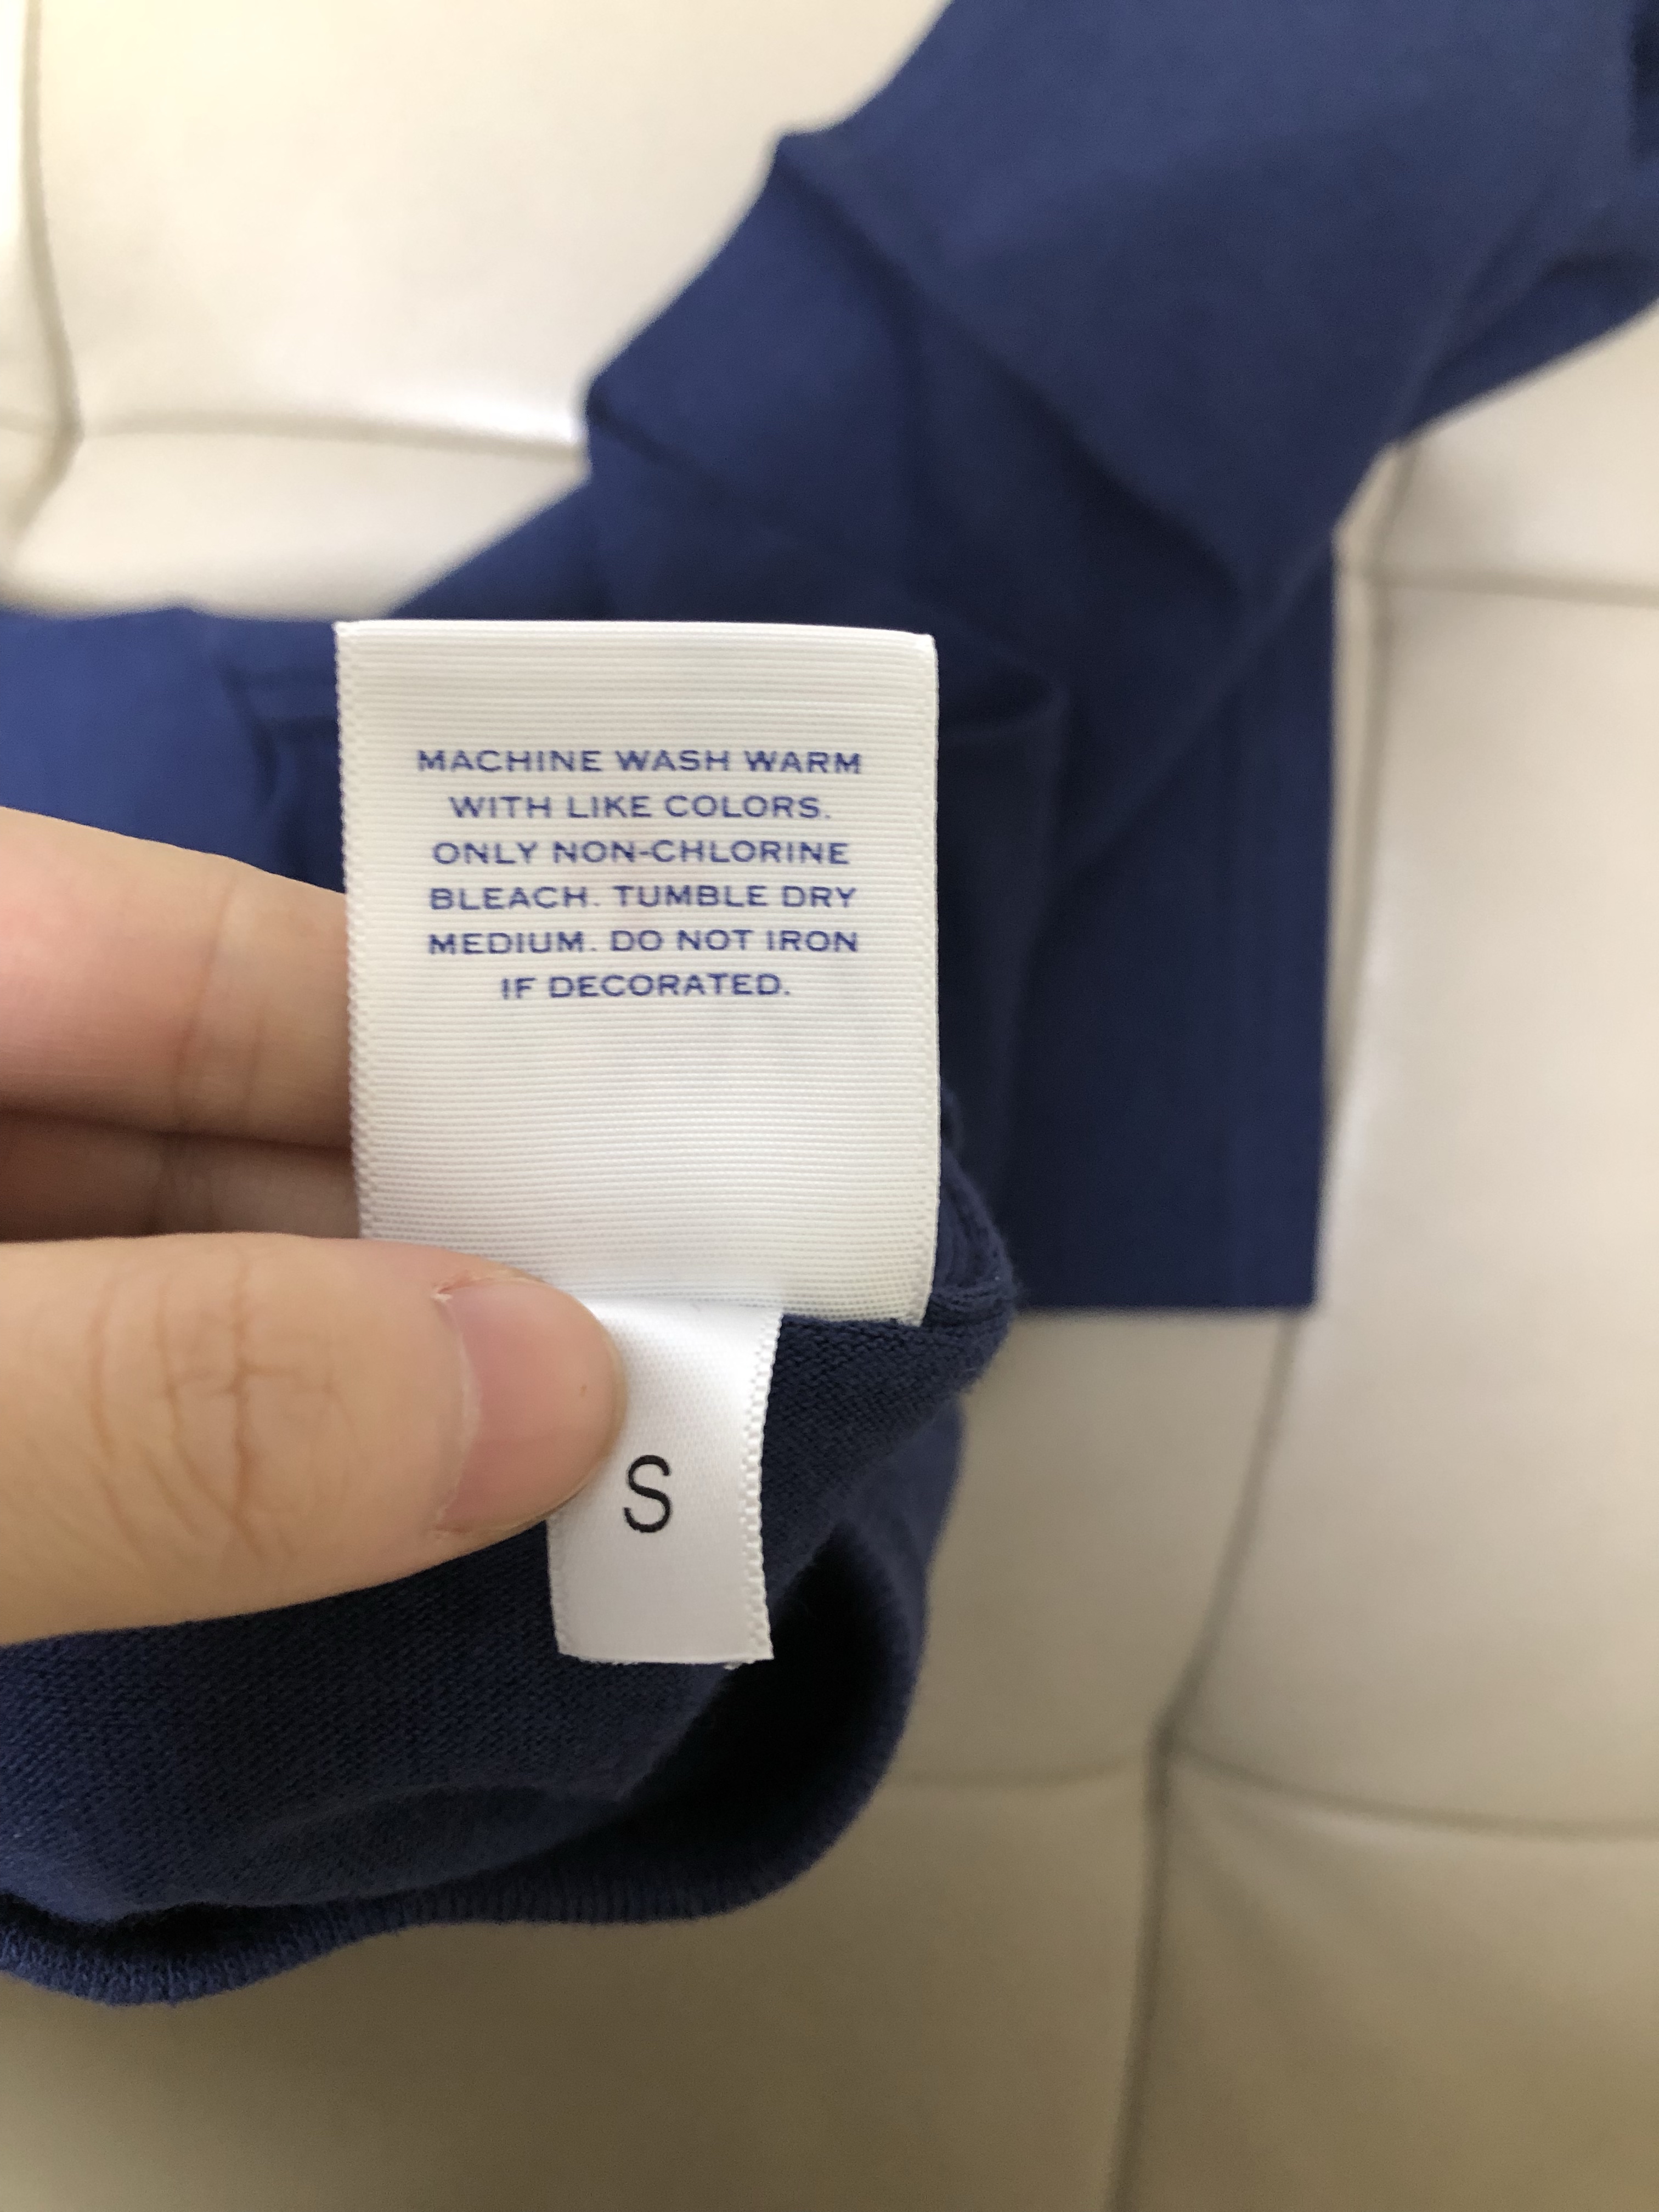 MACHINE WASH WARM
WITH LIKE COLORS.
ONLY NON-CHLORINE
BLEACH. TUMBLE DRY
MEDIUM. DO NOT IRON
IF DECORATED.
S